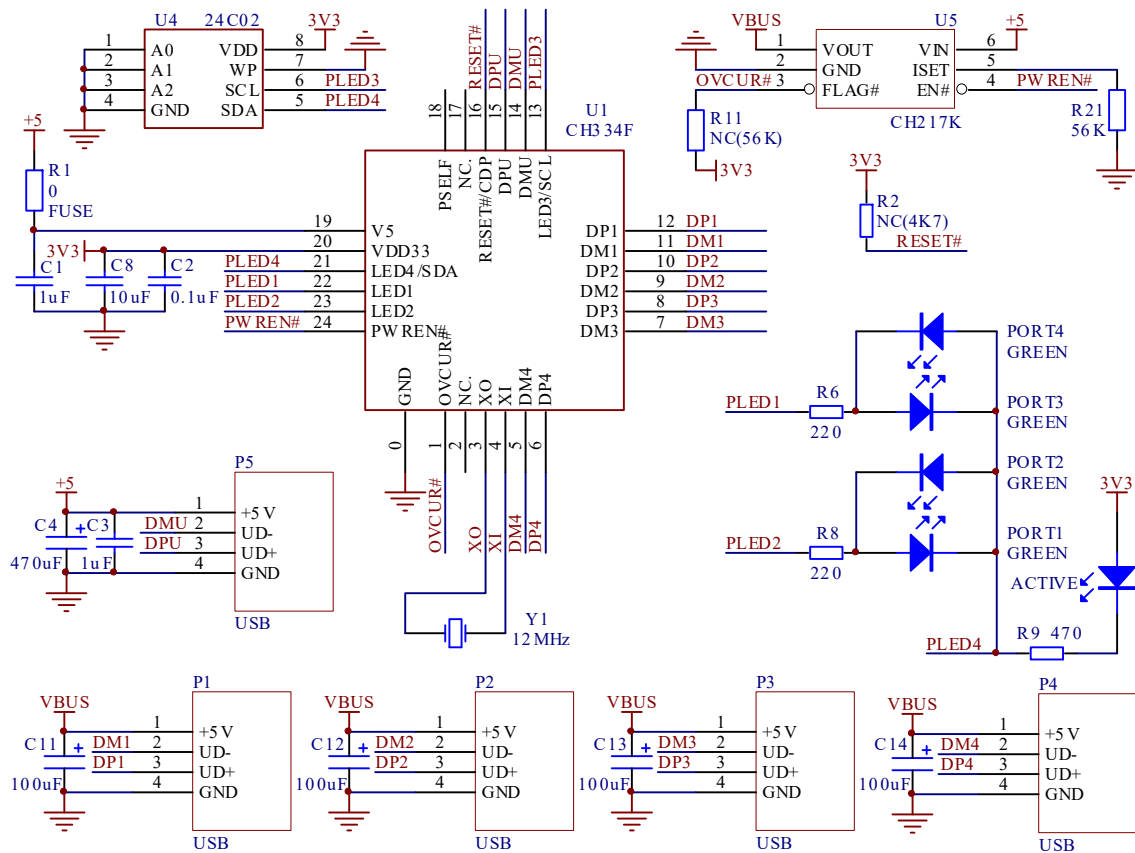 U4 24C02
1 A0 VDD 8 3V3
2 A1 WP 7
3 A2 SCL 6 PLED3
4 GND SDA 5 PLED4
+5
R1
0
FUSE
3V3
C1
1uF
C8
10uF
C2
0.1uF
RESET#
DPU
DMU
PLED3
18 17 16 15 14 13
U1
CH334F
PSELF
NC.
RESET#/CDP
DPU
DMU
LED3/SCL
19 V5
20 VDD33
PLED4 21 LED4/SDA
PLED1 22 LED1
PLED2 23 LED2
PWREN# 24 PWREN#
DP1 12 DP1
DM1 11 DM1
DP2 10 DP2
DM2 9 DM2
DP3 8 DP3
DM3 7 DM3
GND
OVCUR#
NC.
XO
XI
DM4
DP4
0 1 2 3 4 5 6
OVCUR#
XO
XI
DM4
DP4
Y1
12MHz
VBUS U5 +5
1 VOUT VIN 6
2 GND ISET 5
OVCUR# 3 FLAG# EN# 4 PWREN#
CH217K
R11
NC(56K)
3V3
R21
56K
3V3
R2
NC(4K7)
RESET#
PORT4
GREEN
PLED1 R6
220
PORT3
GREEN
PORT2
GREEN
PLED2 R8
220
PORT1
GREEN
3V3
ACTIVE
PLED4
R9 470
P5
+5
C4 +
470uF
C3
1uF
1 +5V
DMU 2 UD-
DPU 3 UD+
4 GND
USB
P1
VBUS
C11 +
100uF
1 +5V
DM1 2 UD-
DP1 3 UD+
4 GND
USB
P2
VBUS
C12 +
100uF
1 +5V
DM2 2 UD-
DP2 3 UD+
4 GND
USB
P3
VBUS
C13 +
100uF
1 +5V
DM3 2 UD-
DP3 3 UD+
4 GND
USB
P4
VBUS
C14 +
100uF
1 +5V
DM4 2 UD-
DP4 3 UD+
4 GND
USB